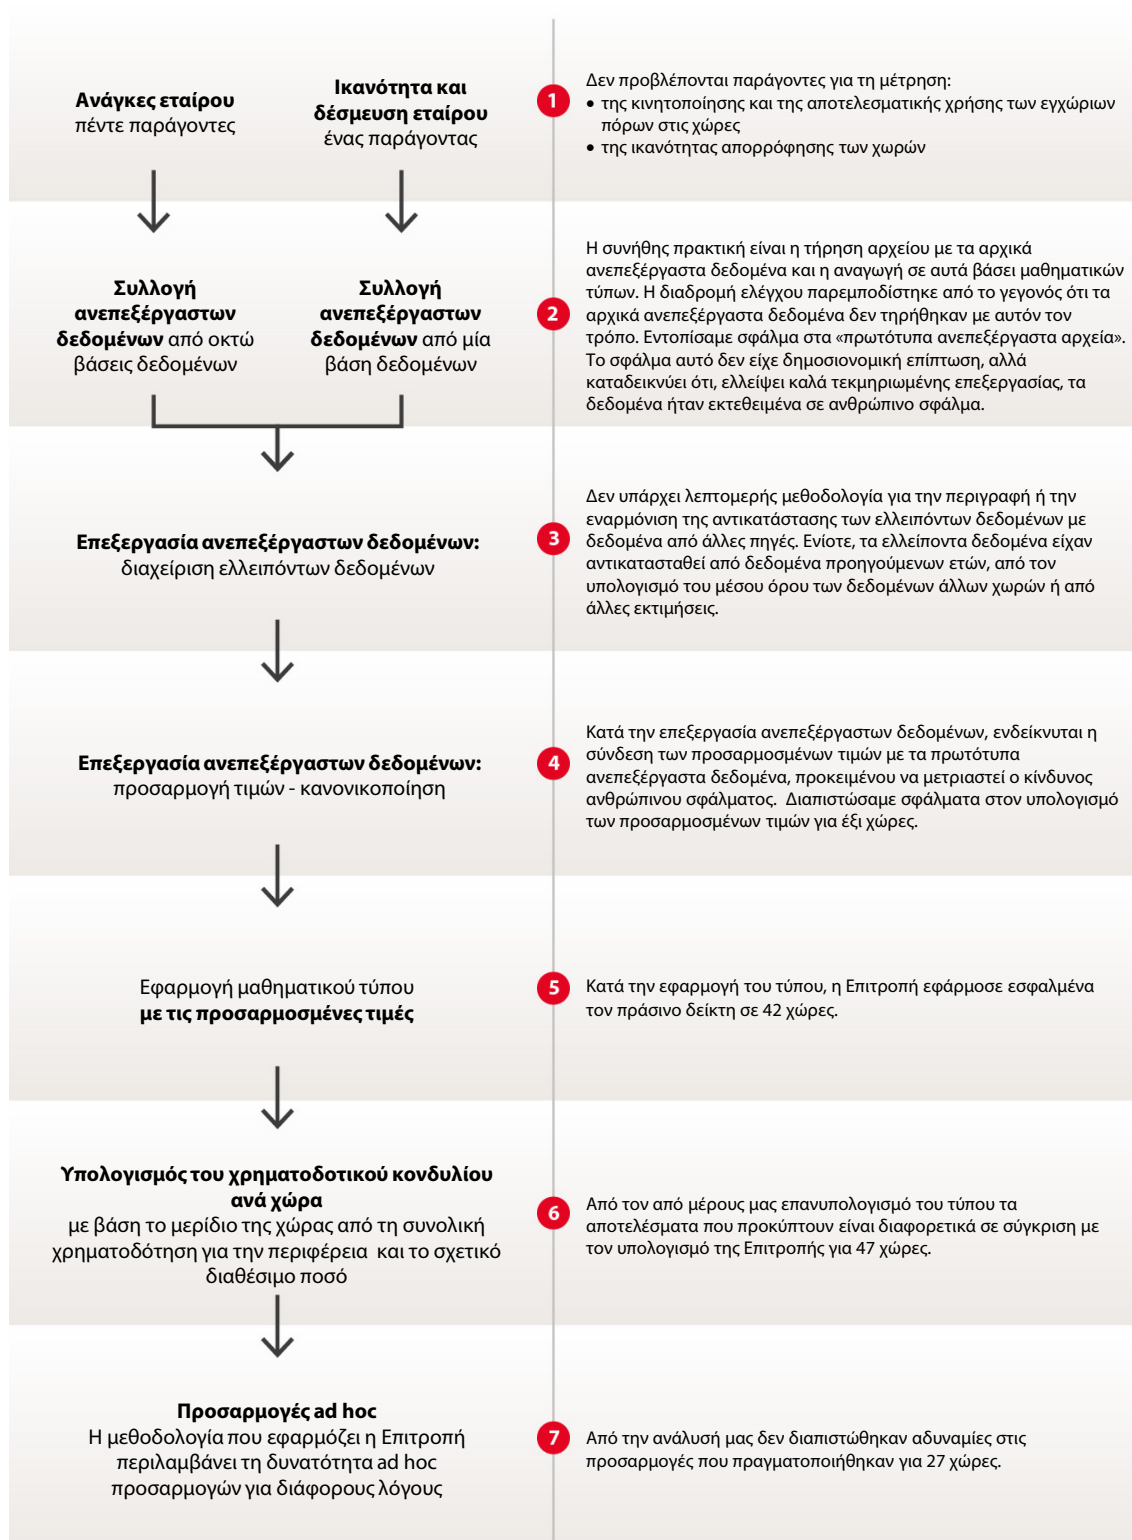 Ανάγκες εταίρου
πέντε παράγοντες
Ικανότητα και
δέσμευση εταίρου
ένας παράγοντας
1
Δεν προβλέπονται παράγοντες για τη μέτρηση:
• της κινητοποίησης και της αποτελεσματικής χρήσης των εγχώριων
πόρων στις χώρες
• της ικανότητας απορρόφησης των χωρών
Συλλογή
ανεπεξέργαστων
δεδομένων από οκτώ
βάσεις δεδομένων
Συλλογή
ανεπεξέργαστων
δεδομένων από μία
βάση δεδομένων
2
Η συνήθης πρακτική είναι η τήρηση αρχείου με τα αρχικά
ανεπεξέργαστα δεδομένα και η αναγωγή σε αυτά βάσει μαθηματικών
τύπων. Η διαδρομή ελέγχου παρεμποδίστηκε από το γεγονός ότι τα
αρχικά ανεπεξέργαστα δεδομένα δεν τηρήθηκαν με αυτόν τον
τρόπο. Εντοπίσαμε σφάλμα στα «πρωτότυπα ανεπεξέργαστα αρχεία».
Το σφάλμα αυτό δεν είχε δημοσιονομική επίπτωση, αλλά
καταδεικνύει ότι, ελλείψει καλά τεκμηριωμένης επεξεργασίας, τα
δεδομένα ήταν εκτεθειμένα σε ανθρώπινο σφάλμα.
Επεξεργασία ανεπεξέργαστων δεδομένων:
διαχείριση ελλειπόντων δεδομένων
3
Δεν υπάρχει λεπτομερής μεθοδολογία για την περιγραφή ή την
εναρμόνιση της αντικατάστασης των ελλειπόντων δεδομένων με
δεδομένα από άλλες πηγές. Ενίοτε, τα ελλείποντα δεδομένα είχαν
αντικατασταθεί από δεδομένα προηγούμενων ετών, από τον
υπολογισμό του μέσου όρου των δεδομένων άλλων χωρών ή από
άλλες εκτιμήσεις.
Επεξεργασία ανεπεξέργαστων δεδομένων:
προσαρμογή τιμών - κανονικοποίηση
4
Κατά την επεξεργασία ανεπεξέργαστων δεδομένων, ενδείκνυται η
σύνδεση των προσαρμοσμένων τιμών με τα πρωτότυπα
ανεπεξέργαστα δεδομένα, προκειμένου να μετριαστεί ο κίνδυνος
ανθρώπινου σφάλματος. Διαπιστώσαμε σφάλματα στον υπολογισμό
των προσαρμοσμένων τιμών για έξι χώρες.
Εφαρμογή μαθηματικού τύπου
με τις προσαρμοσμένες τιμές
5
Κατά την εφαρμογή του τύπου, η Επιτροπή εφάρμοσε εσφαλμένα
τον πράσινο δείκτη σε 42 χώρες.
Υπολογισμός του χρηματοδοτικού κονδυλίου
ανά χώρα
με βάση το μερίδιο της χώρας από τη συνολική
χρηματοδότηση για την περιφέρεια και το σχετικό
διαθέσιμο ποσό
6
Από τον από μέρους μας επανυπολογισμό του τύπου τα
αποτελέσματα που προκύπτουν είναι διαφορετικά σε σύγκριση με
τον υπολογισμό της Επιτροπής για 47 χώρες.
Προσαρμογές ad hoc
Η μεθοδολογία που εφαρμόζει η Επιτροπή
περιλαμβάνει τη δυνατότητα ad hoc
προσαρμογών για διάφορους λόγους
7
Από την ανάλυσή μας δεν διαπιστώθηκαν αδυναμίες στις
προσαρμογές που πραγματοποιήθηκαν για 27 χώρες.